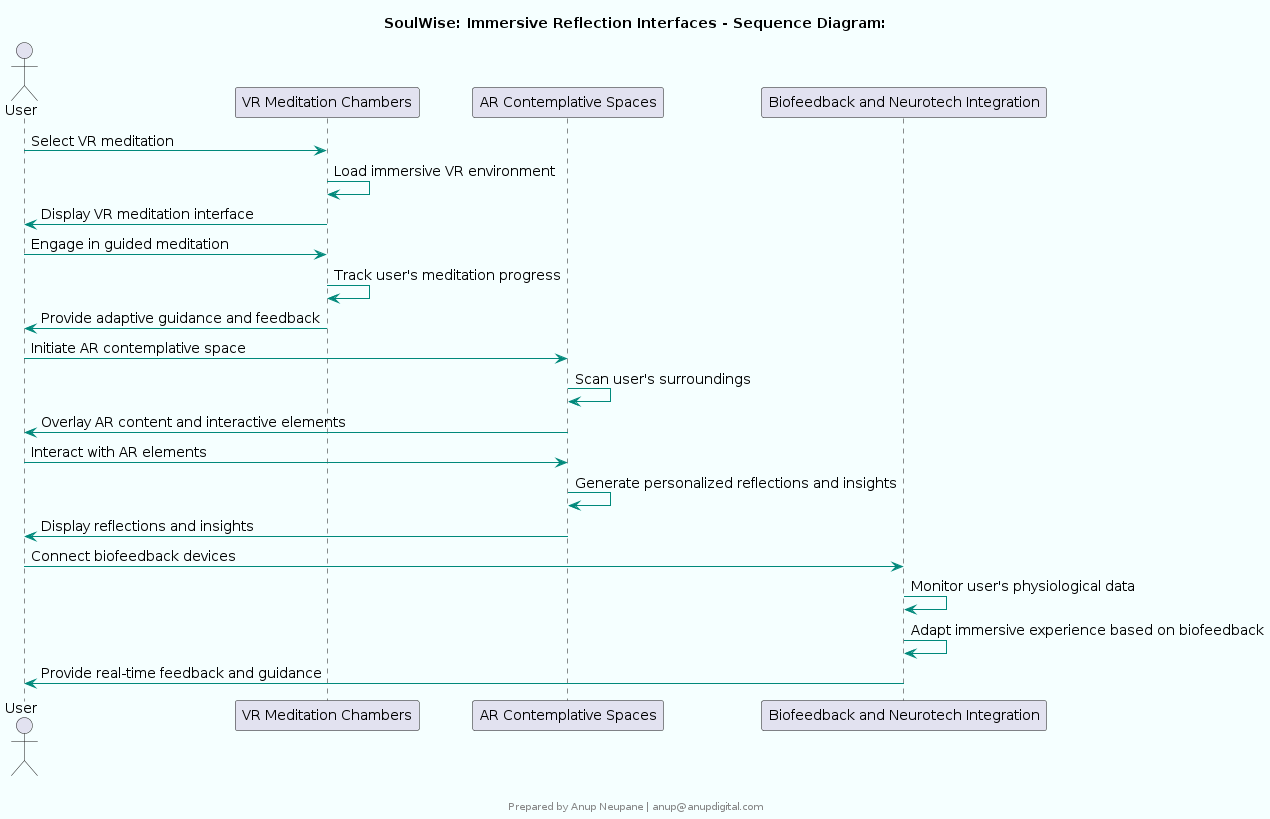 SoulWise: Immersive Reflection Interfaces - Sequence Diagram:
User
VR Meditation Chambers
AR Contemplative Spaces
Biofeedback and Neurotech Integration
Select VR meditation
Load immersive VR environment
Display VR meditation interface
Engage in guided meditation
Track user's meditation progress
Provide adaptive guidance and feedback
Initiate AR contemplative space
Scan user's surroundings
Overlay AR content and interactive elements
Interact with AR elements
Generate personalized reflections and insights
Display reflections and insights
Connect biofeedback devices
Monitor user's physiological data
Adapt immersive experience based on biofeedback
Provide real-time feedback and guidance
User
VR Meditation Chambers
AR Contemplative Spaces
Biofeedback and Neurotech Integration
Prepared by Anup Neupane | anup@anupdigital.com